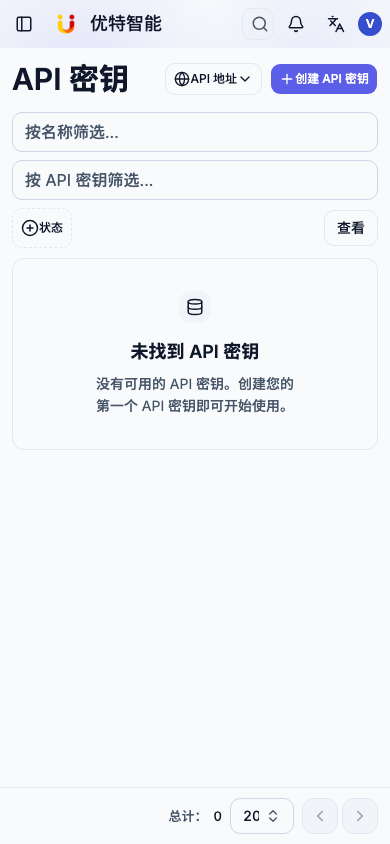 优特智能
V
API 密钥
API 地址
创建 API 密钥
按名称筛选...
按 API 密钥筛选...
状态
查看
未找到 API 密钥
没有可用的 API 密钥。创建您的
第一个 API 密钥即可开始使用。
总计： 0
20